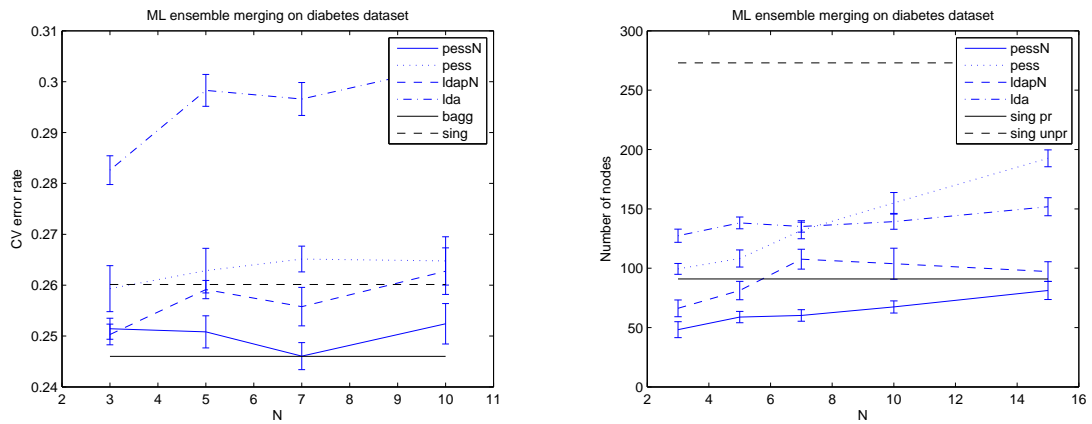 ML ensemble merging on diabetes dataset
0.31
0.3
0.29
0.28
0.27
0.26
0.25
0.24
CV error rate
2 3 4 5 6 7 8 9 10 11
N
pessN
pess
ldapN
lda
bagg
sing
ML ensemble merging on diabetes dataset
300
250
200
150
100
50
0
Number of nodes
2 4 6 8 10 12 14 16
N
pessN
pess
ldapN
lda
sing pr
sing unpr